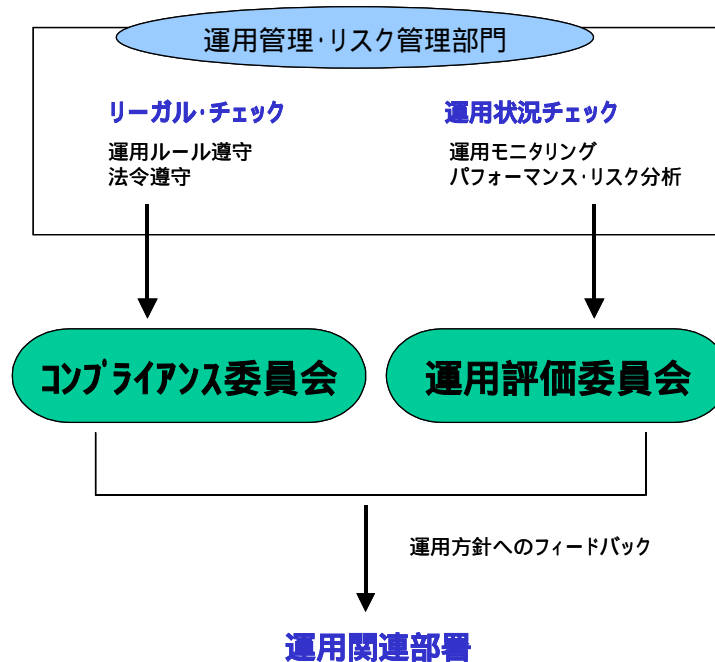 運用管理・リスク管理部門
リーガル・チェック
運用ルール遵守
法令遵守
運用状況チェック
運用モニタリング
パフォーマンス・リスク分析
コンプライアンス委員会
運用評価委員会
運用方針へのフィードバック
運用関連部署